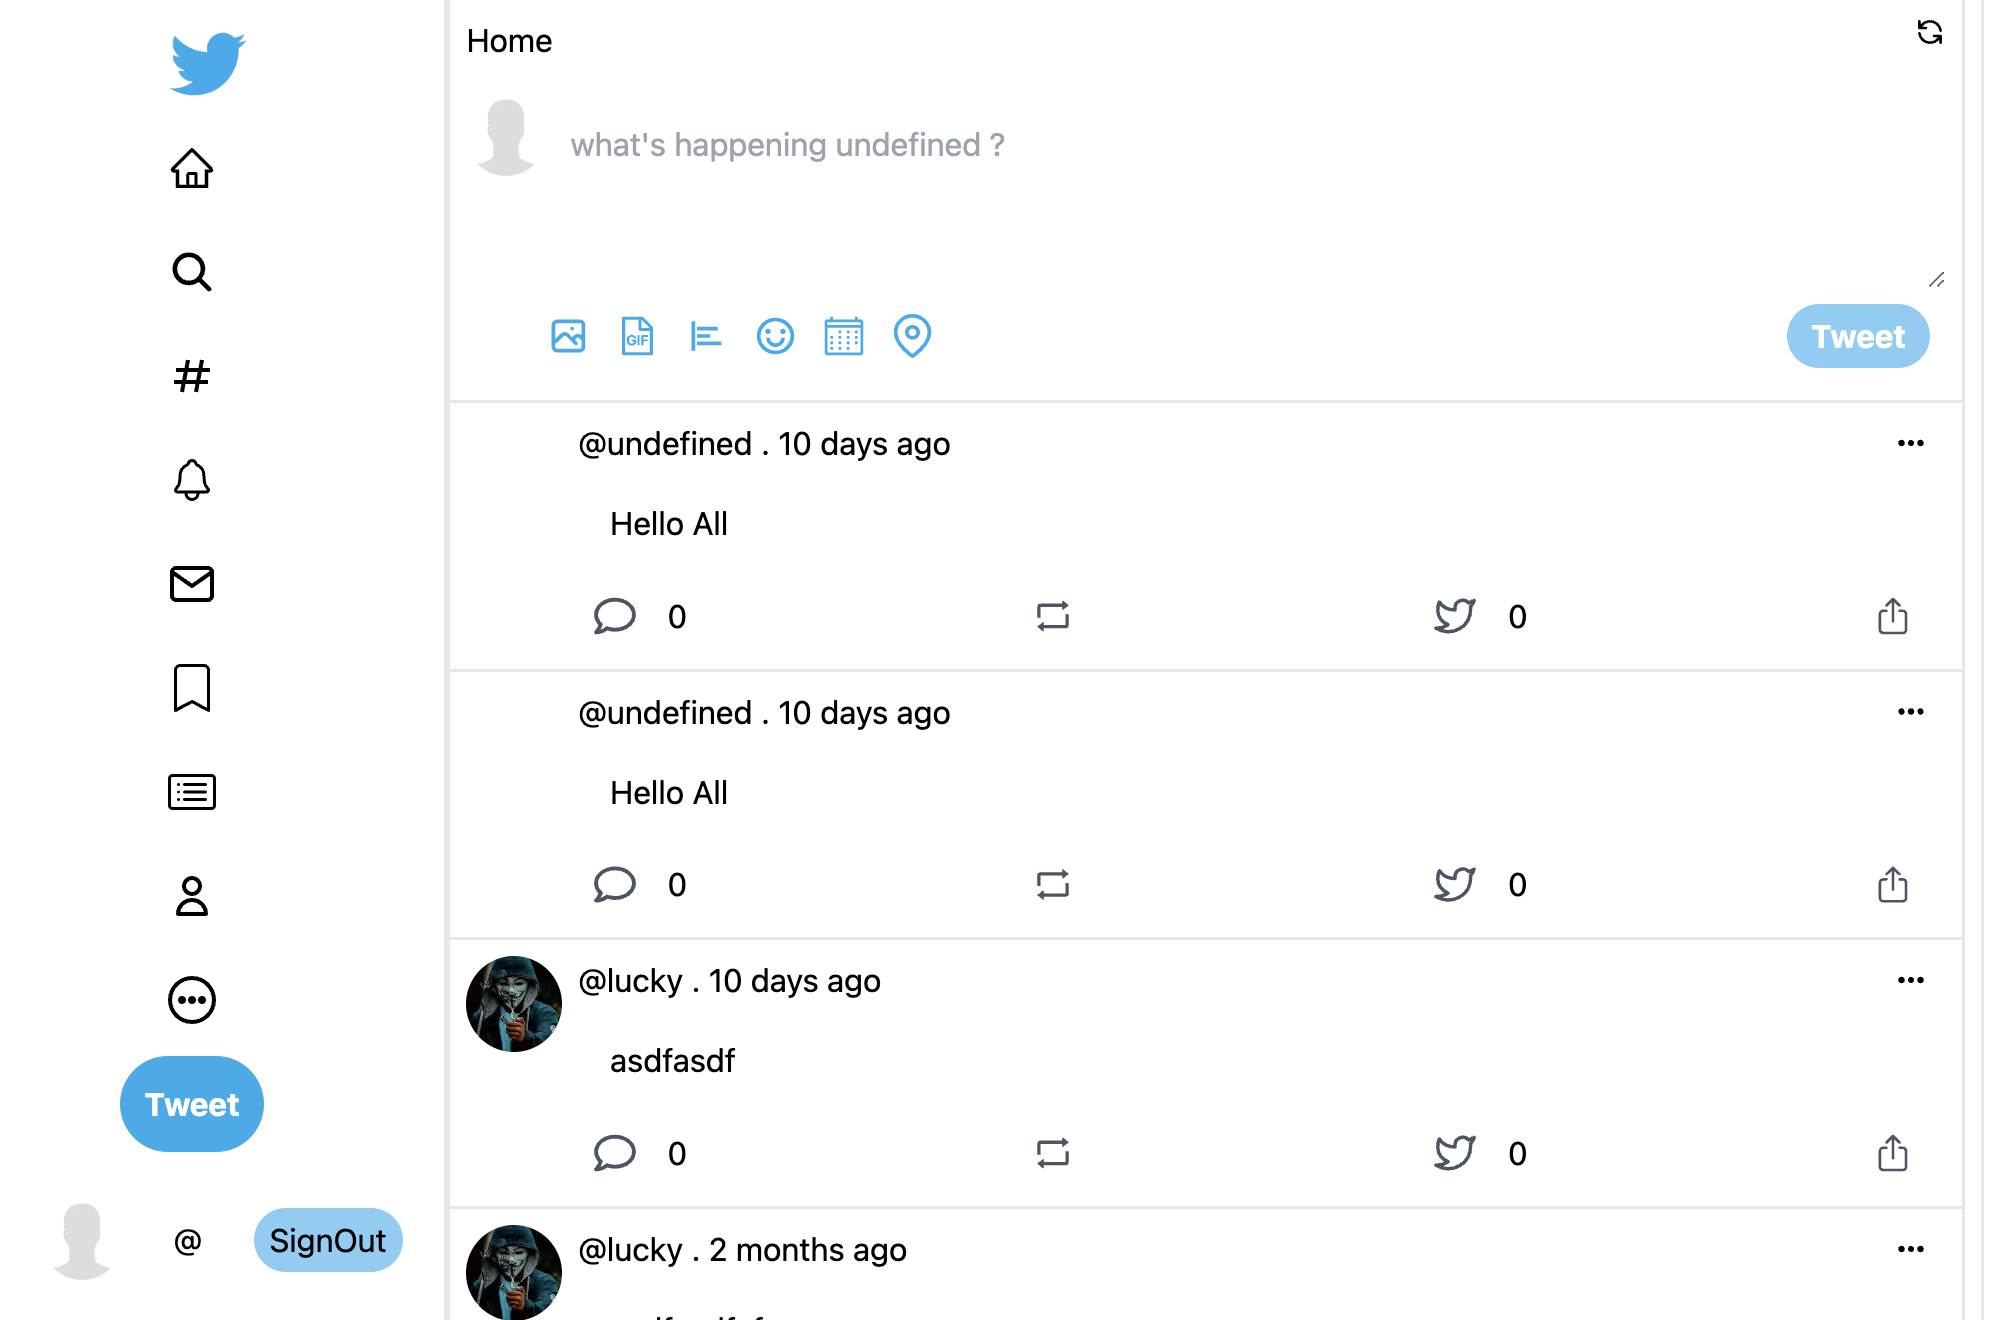 Home
what's happening undefined ?
GIF
Tweet
@undefined . 10 days ago
Hello All
0
0
@undefined . 10 days ago
Hello All
0
0
@lucky . 10 days ago
asdfasdf
0
0
@lucky . 2 months ago
Tweet
@
SignOut